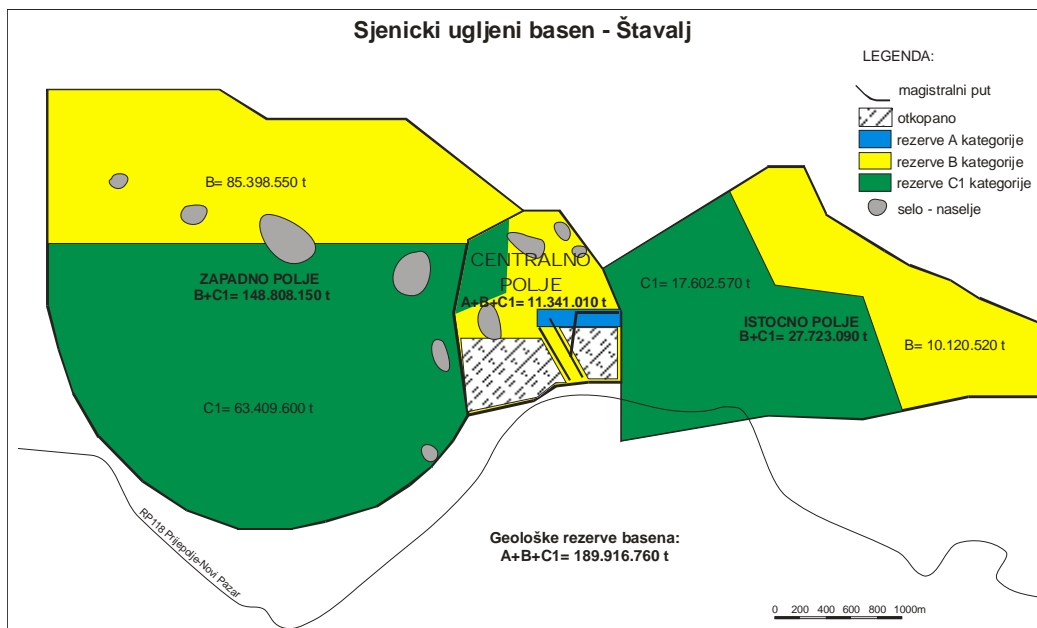 Sjenicki ugljeni basen - Štavalj
LEGENDA:
magistralni put
otkopano
rezerve A kategorije
rezerve B kategorije
rezerve C1 kategorije
selo - naselje
B= 85.398.550 t
ZAPADNO POLJE
B+C1= 148.808.150 t
C1= 63.409.600 t
CENTRALNO
POLJE
A+B+C1= 11.341.010 t
C1= 17.602.570 t
ISTOCNO POLJE
B+C1= 27.723.090 t
B= 10.120.520 t
RP118 Prijepolje-Novi Pazar
Geološke rezerve basena:
A+B+C1= 189.916.760 t
0 200 400 600 800 1000m